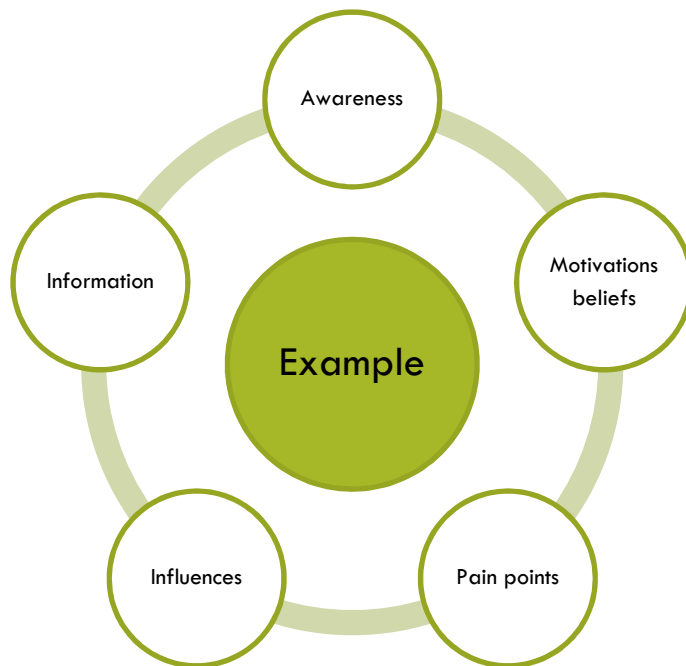 Awareness
Motivations
beliefs
Information
Example
Influences
Pain points